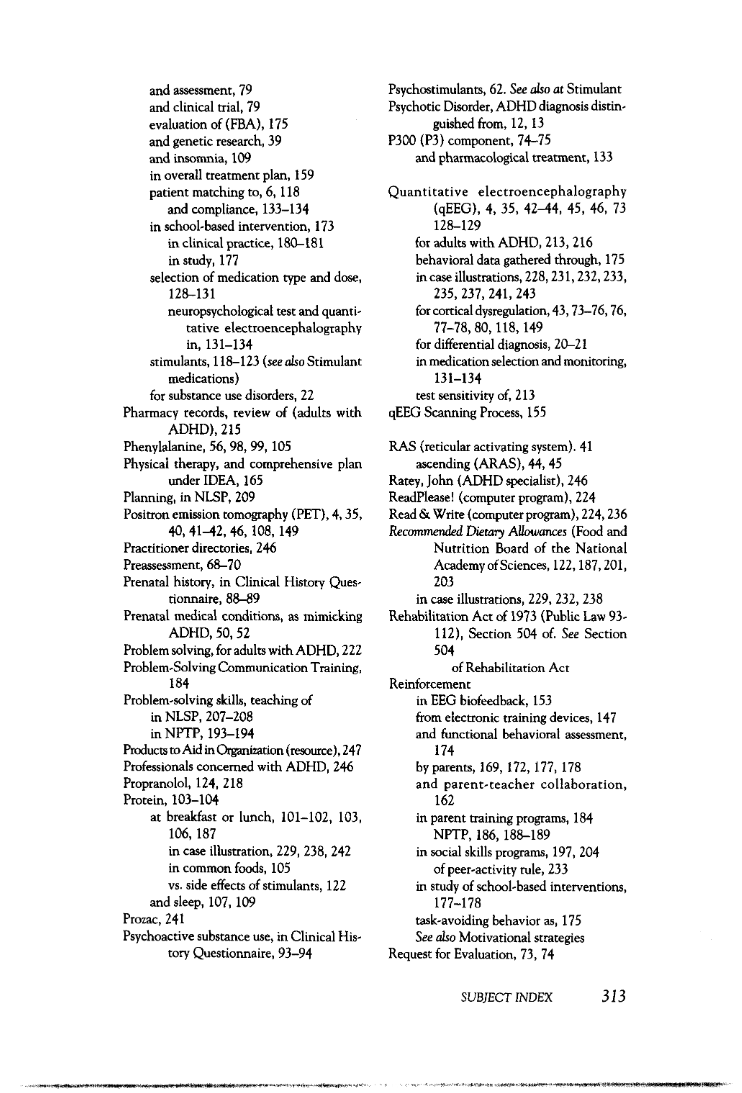 and assessment, 79
and clinical trial, 79
evaluation of (FBA), 175
and genetic research, 39
and insomnia, 109
in overall treatment plan, 159
patient matching to, 6, 118
and compliance, 133–134
in school-based intervention, 173
in clinical practice, 180–181
in study, 177
selection of medication type and dose,
128–131
neuropsychological test and quanti-
tative electroencephalography
in, 131–134
stimulants, 118–123 (see also Stimulant
medications)
for substance use disorders, 22
Pharmacy records, review of (adults with
ADHD), 215
Phenylalanine, 56, 98, 99, 105
Physical therapy, and comprehensive plan
under IDEA, 165
Planning, in NLSP, 209
Positron emission tomography (PET), 4, 35,
40, 41–42, 46, 108, 149
Practitioner directories, 246
Preassessment, 68–70
Prenatal history, in Clinical History Ques-
tionnaire, 88–89
Prenatal medical conditions, as mimicking
ADHD, 50, 52
Problem solving, for adults with ADHD, 222
Problem-Solving Communication Training,
184
Problem-solving skills, teaching of
in NLSP, 207–208
in NPTP, 193–194
Products to Aid in Organization (resource), 247
Professionals concerned with ADHD, 246
Propranolol, 124, 218
Protein, 103–104
at breakfast or lunch, 101–102, 103,
106, 187
in case illustration, 229, 238, 242
in common foods, 105
vs. side effects of stimulants, 122
and sleep, 107, 109
Prozac, 241
Psychoactive substance use, in Clinical His-
tory Questionnaire, 93–94
Psychostimulants, 62. See also at Stimulant
Psychotic Disorder, ADHD diagnosis distin-
guished from, 12, 13
P300 (P3) component, 74–75
and pharmacological treatment, 133
Quantitative electroencephalography
(qEEG), 4, 35, 42–44, 45, 46, 73
128–129
for adults with ADHD, 213, 216
behavioral data gathered through, 175
in case illustrations, 228, 231, 232, 233,
235, 237, 241, 243
for cortical dysregulation, 43, 73–76, 76,
77–78, 80, 118, 149
for differential diagnosis, 20–21
in medication selection and monitoring,
131–134
test sensitivity of, 213
qEEG Scanning Process, 155
RAS (reticular activating system). 41
ascending (ARAS), 44, 45
Ratey, John (ADHD specialist), 246
ReadPlease! (computer program), 224
Read & Write (computer program), 224, 236
Recommended Dietary Allowances (Food and
Nutrition Board of the National
Academy of Sciences, 122, 187, 201,
203
in case illustrations, 229, 232, 238
Rehabilitation Act of 1973 (Public Law 93-
112), Section 504 of. See Section
504
of Rehabilitation Act
Reinforcement
in EEG biofeedback, 153
from electronic training devices, 147
and functional behavioral assessment,
174
by parents, 169, 172, 177, 178
and parent-teacher collaboration,
162
in parent training programs, 184
NPTP, 186, 188–189
in social skills programs, 197, 204
of peer-activity rule, 233
in study of school-based interventions,
177–178
task-avoiding behavior as, 175
See also Motivational strategies
Request for Evaluation, 73, 74
SUBJECT INDEX 313